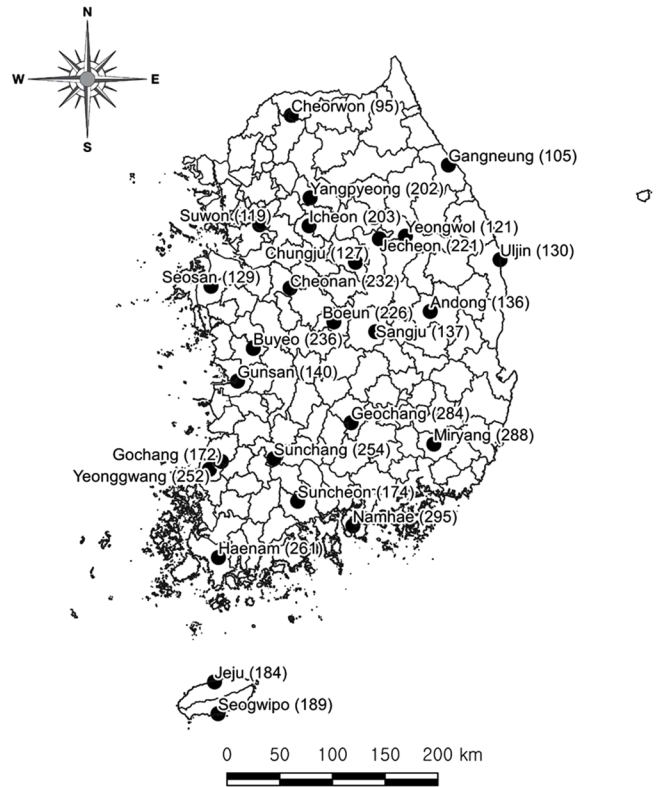 N
W E
S
Cheorwon (95)
Gangneung (105)
Yangpyeong (202)
Suwon (119)
Icheon (203)
Yeongwol (121)
Jecheon (221)
Uljin (130)
Chungju (127)
Seosan (129)
Cheonan (232)
Andong (136)
Boeun (226)
Sangju (137)
Buyeo (236)
Gunsan (140)
Geochang (284)
Miryang (288)
Gochang (172)
Sunchang (254)
Yeonggwang (252)
Suncheon (174)
Namhae (295)
Haenam (261)
Jeju (184)
Seogwipo (189)
0 50 100 150 200 km